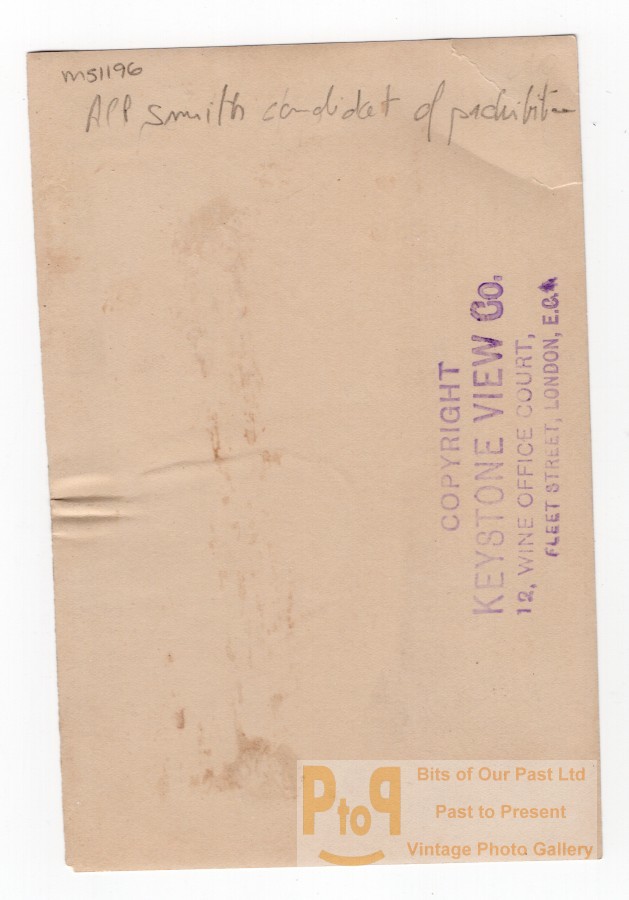 MS1196
All smith candidat of prohibition
COPYRIGHT
KEYSTONE VIEW CO.
12, WINE OFFICE COURT,
FLEET STREET, LONDON, E.C.4
PtoP
Bits of Our Past Ltd
Past to Present
Vintage Photo Gallery